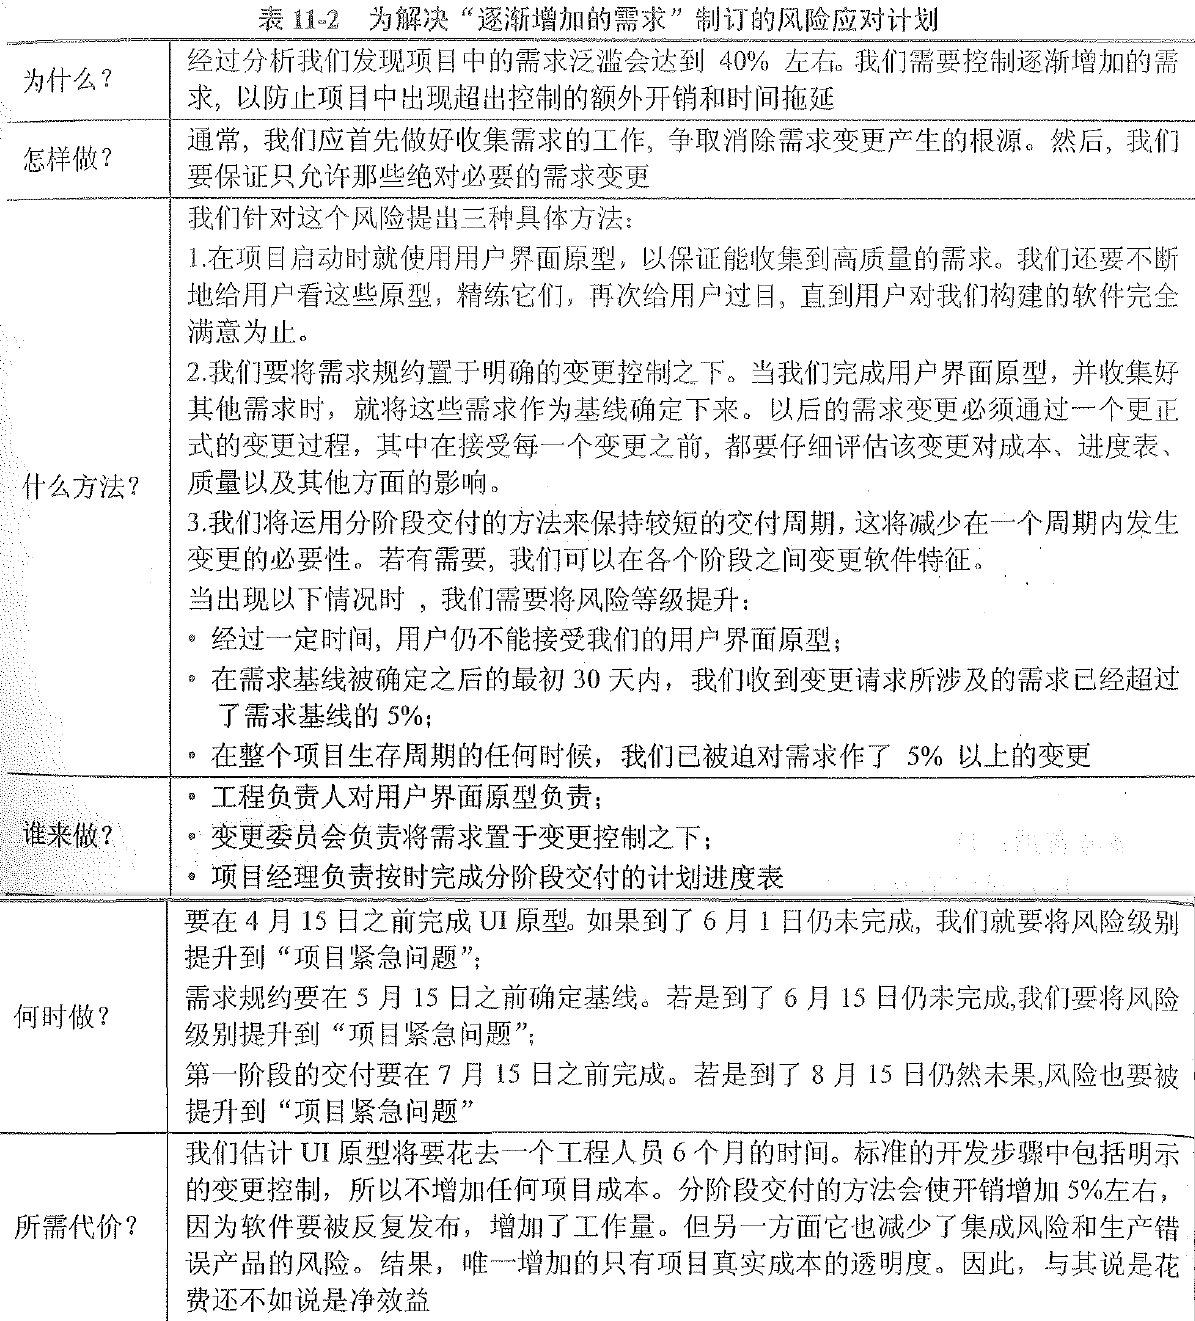 表 11-2 为解决“逐渐增加的需求”制订的风险应对计划
为什么？
经过分析我们发现项目中的需求泛滥会达到 40% 左右。我们需要控制逐渐增加的需
求, 以防止项目中出现超出控制的额外开销和时间拖延
怎样做？
通常, 我们应首先做好收集需求的工作, 争取消除需求变更产生的根源。然后, 我们
要保证只允许那些绝对必要的需求变更
什么方法？
我们针对这个风险提出三种具体方法：
1.在项目启动时就使用用户界面原型，以保证能收集到高质量的需求。我们还要不断
地给用户看这些原型，精练它们，再次给用户过目, 直到用户对我们构建的软件完全
满意为止。
2.我们要将需求规约置于明确的变更控制之下。当我们完成用户界面原型，并收集好
其他需求时，就将这些需求作为基线确定下来。以后的需求变更必须通过一个更正
式的变更过程，其中在接受每一个变更之前, 都要仔细评估该变更对成本、进度表、
质量以及其他方面的影响。
3.我们将运用分阶段交付的方法来保持较短的交付周期, 这将减少在一个周期内发生
变更的必要性。若有需要, 我们可以在各个阶段之间变更软件特征。
当出现以下情况时 , 我们需要将风险等级提升：
• 经过一定时间, 用户仍不能接受我们的用户界面原型；
• 在需求基线被确定之后的最初 30 天内，我们收到变更请求所涉及的需求已经超过
了需求基线的 5%；
• 在整个项目生存周期的任何时候，我们已被迫对需求作了 5% 以上的变更
谁来做？
• 工程负责人对用户界面原型负责；
• 变更委员会负责将需求置于变更控制之下；
• 项目经理负责按时完成分阶段交付的计划进度表
何时做？
要在 4 月 15 日之前完成 UI 原型。如果到了 6 月 1 日仍未完成, 我们就要将风险级别
提升到“项目紧急问题”；
需求规约要在 5 月 15 日之前确定基线。若是到了 6 月 15 日仍未完成,我们要将风险
级别提升到“项目紧急问题”；
第一阶段的交付要在 7 月 15 日之前完成。若是到了 8 月 15 日仍然未果,风险也要被
提升到“项目紧急问题”
所需代价？
我们估计 UI 原型将要花去一个工程人员 6 个月的时间。标准的开发步骤中包括明示
的变更控制，所以不增加任何项目成本。分阶段交付的方法会使开销增加 5%左右，
因为软件要被反复发布，增加了工作量。但另一方面它也减少了集成风险和生产错
误产品的风险。结果，唯一增加的只有项目真实成本的透明度。因此，与其说是花
费还不如说是净效益